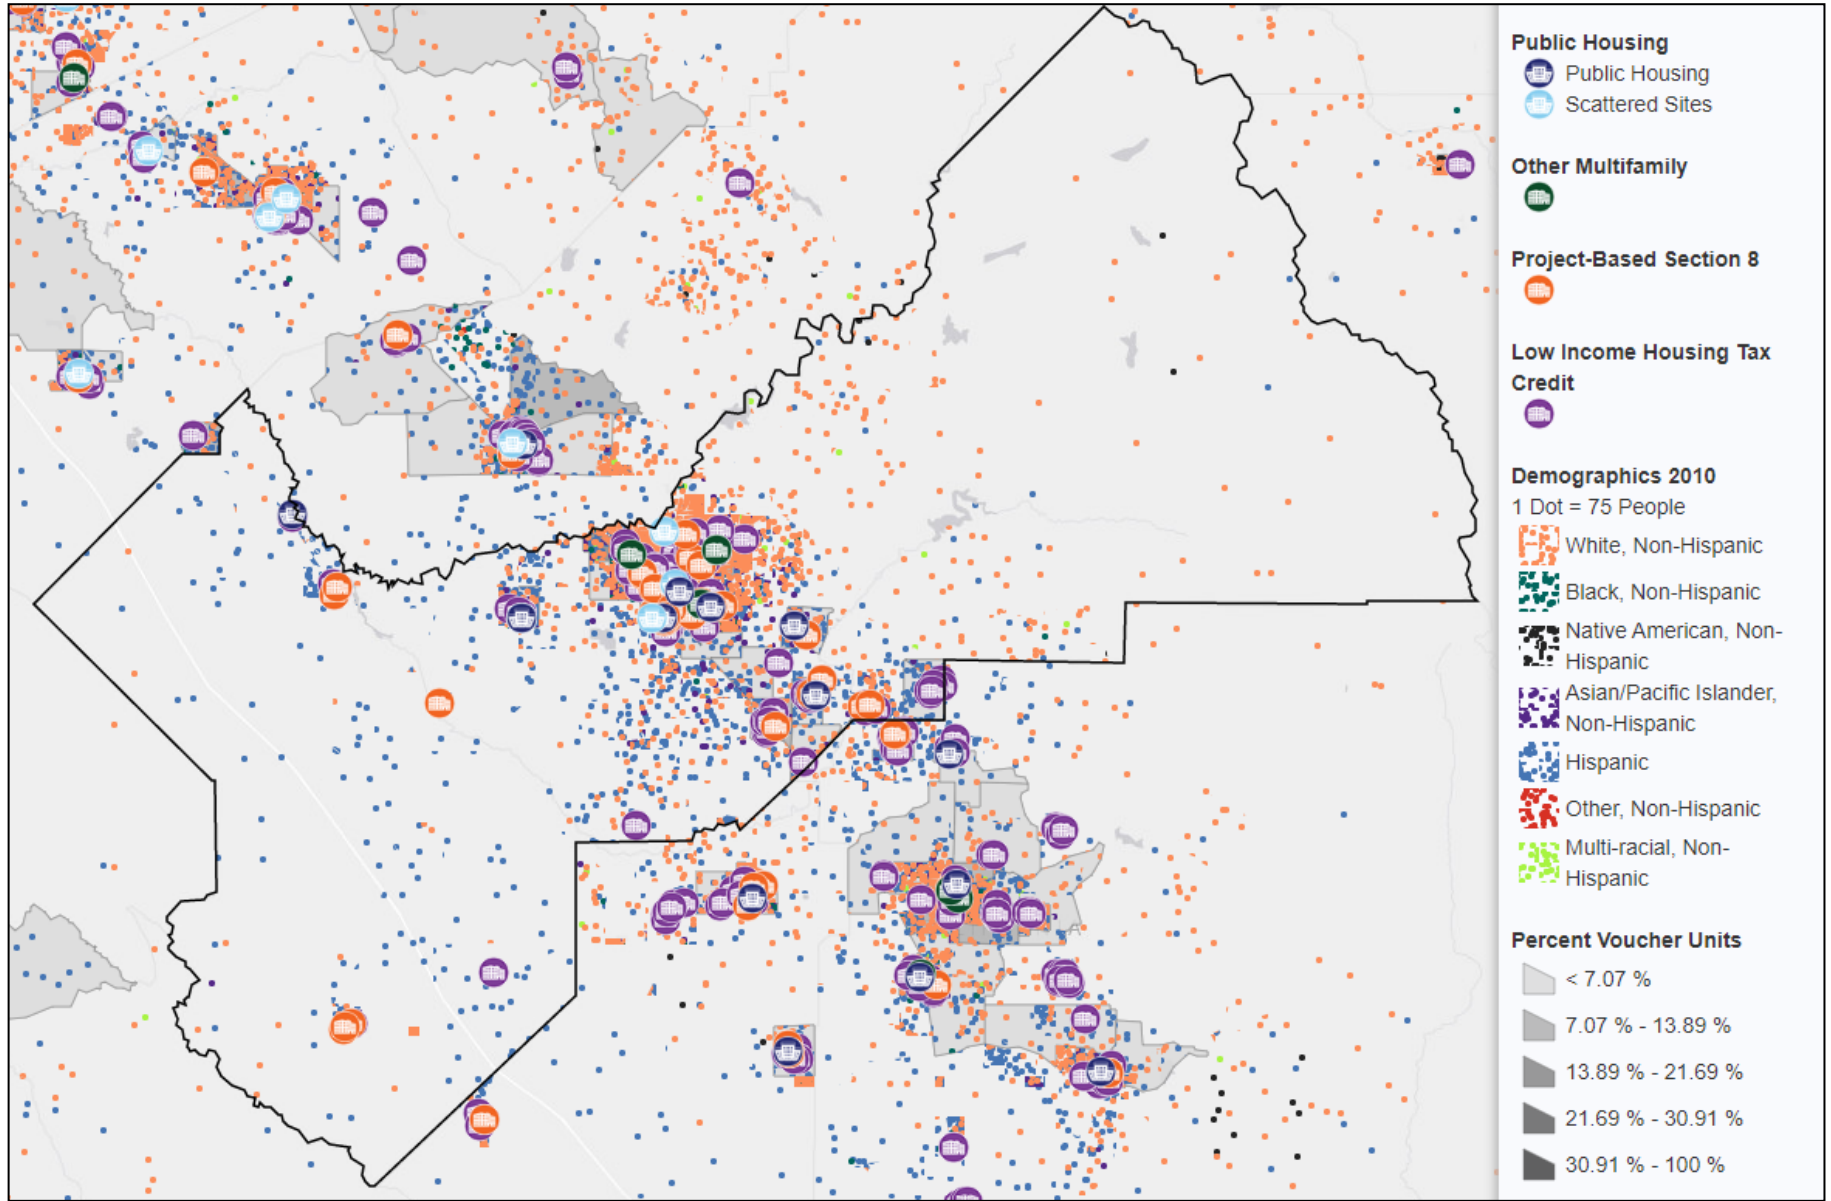 Public Housing
Public Housing
Scattered Sites
Other Multifamily
Project-Based Section 8
Low Income Housing Tax
Credit
Demographics 2010
1 Dot = 75 People
White, Non-Hispanic
Black, Non-Hispanic
Native American, Non-
Hispanic
Asian/Pacific Islander,
Non-Hispanic
Hispanic
Other, Non-Hispanic
Multi-racial, Non-
Hispanic
Percent Voucher Units
< 7.07 %
7.07 % - 13.89 %
13.89 % - 21.69 %
21.69 % - 30.91 %
30.91 % - 100 %